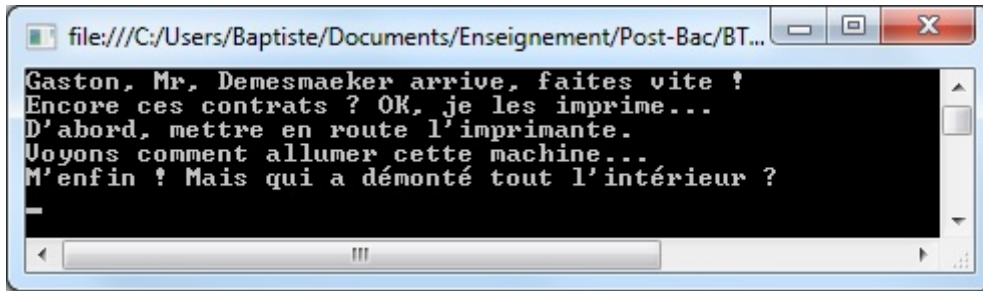 file:///C:/Users/Baptiste/Documents/Enseignement/Post-Bac/BT...
Gaston, Mr, Demesmaeker arrive, faites vite !
Encore ces contrats ? OK, je les imprime...
D'abord, mettre en route l'imprimante.
Voyons comment allumer cette machine...
M'enfin ! Mais qui a démonté tout l'intérieur ?